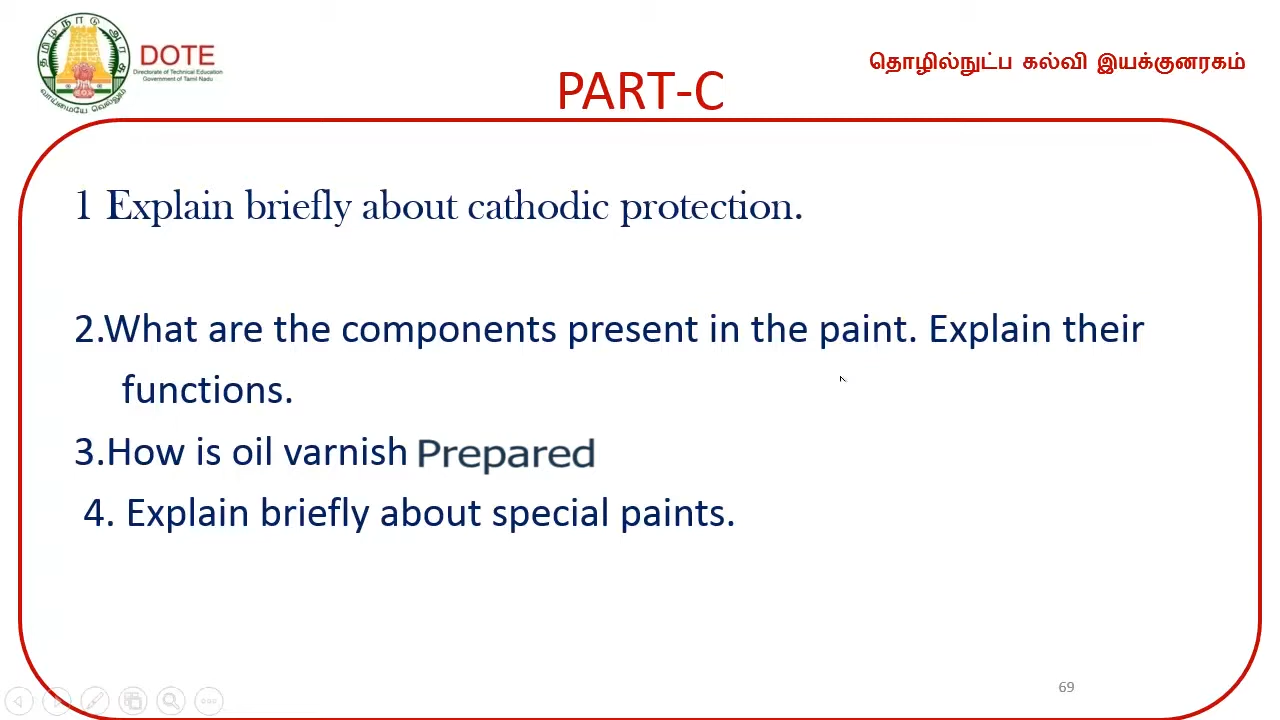 தமிழ்நாடு அரசு
வாய்மையே வெல்லும்
DOTE
Directorate of Technical Education
Government of Tamil Nadu
தொழில்நுட்ப கல்வி இயக்குனரகம்
PART-C
1 Explain briefly about cathodic protection.
2.What are the components present in the paint. Explain their
functions.
3.How is oil varnish Prepared
4. Explain briefly about special paints.
69